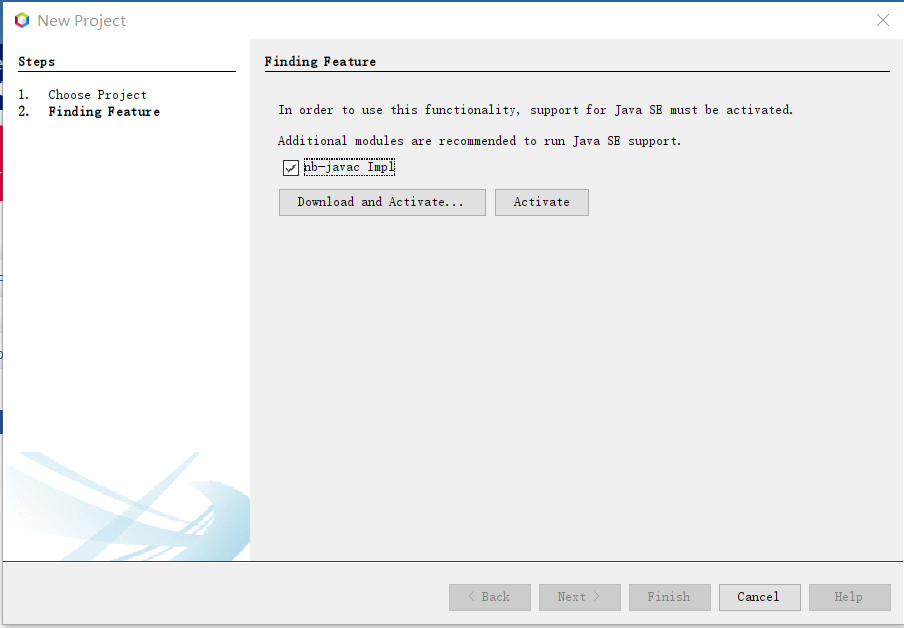 New Project
Steps
1. Choose Project
2. Finding Feature
Finding Feature
In order to use this functionality, support for Java SE must be activated.
Additional modules are recommended to run Java SE support.
nb-javac Impl
Download and Activate... Activate
< Back Next > Finish Cancel Help